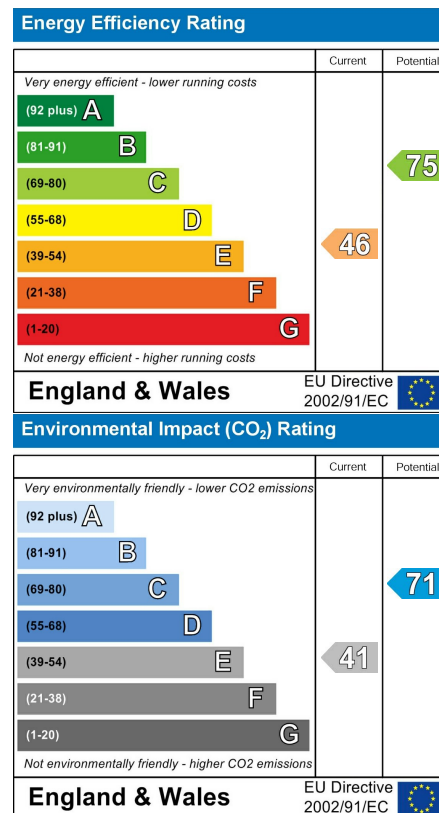 Energy Efficiency Rating
Current Potential
Very energy efficient - lower running costs
(92 plus) A
(81-91) B
(69-80) C
75
(55-68) D
(39-54) E
46
(21-38) F
(1-20) G
Not energy efficient - higher running costs
England & Wales
EU Directive
2002/91/EC
Environmental Impact (CO₂) Rating
Current Potential
Very environmentally friendly - lower CO2 emissions
(92 plus) A
(81-91) B
(69-80) C
71
(55-68) D
(39-54) E
41
(21-38) F
(1-20) G
Not environmentally friendly - higher CO2 emissions
England & Wales
EU Directive
2002/91/EC